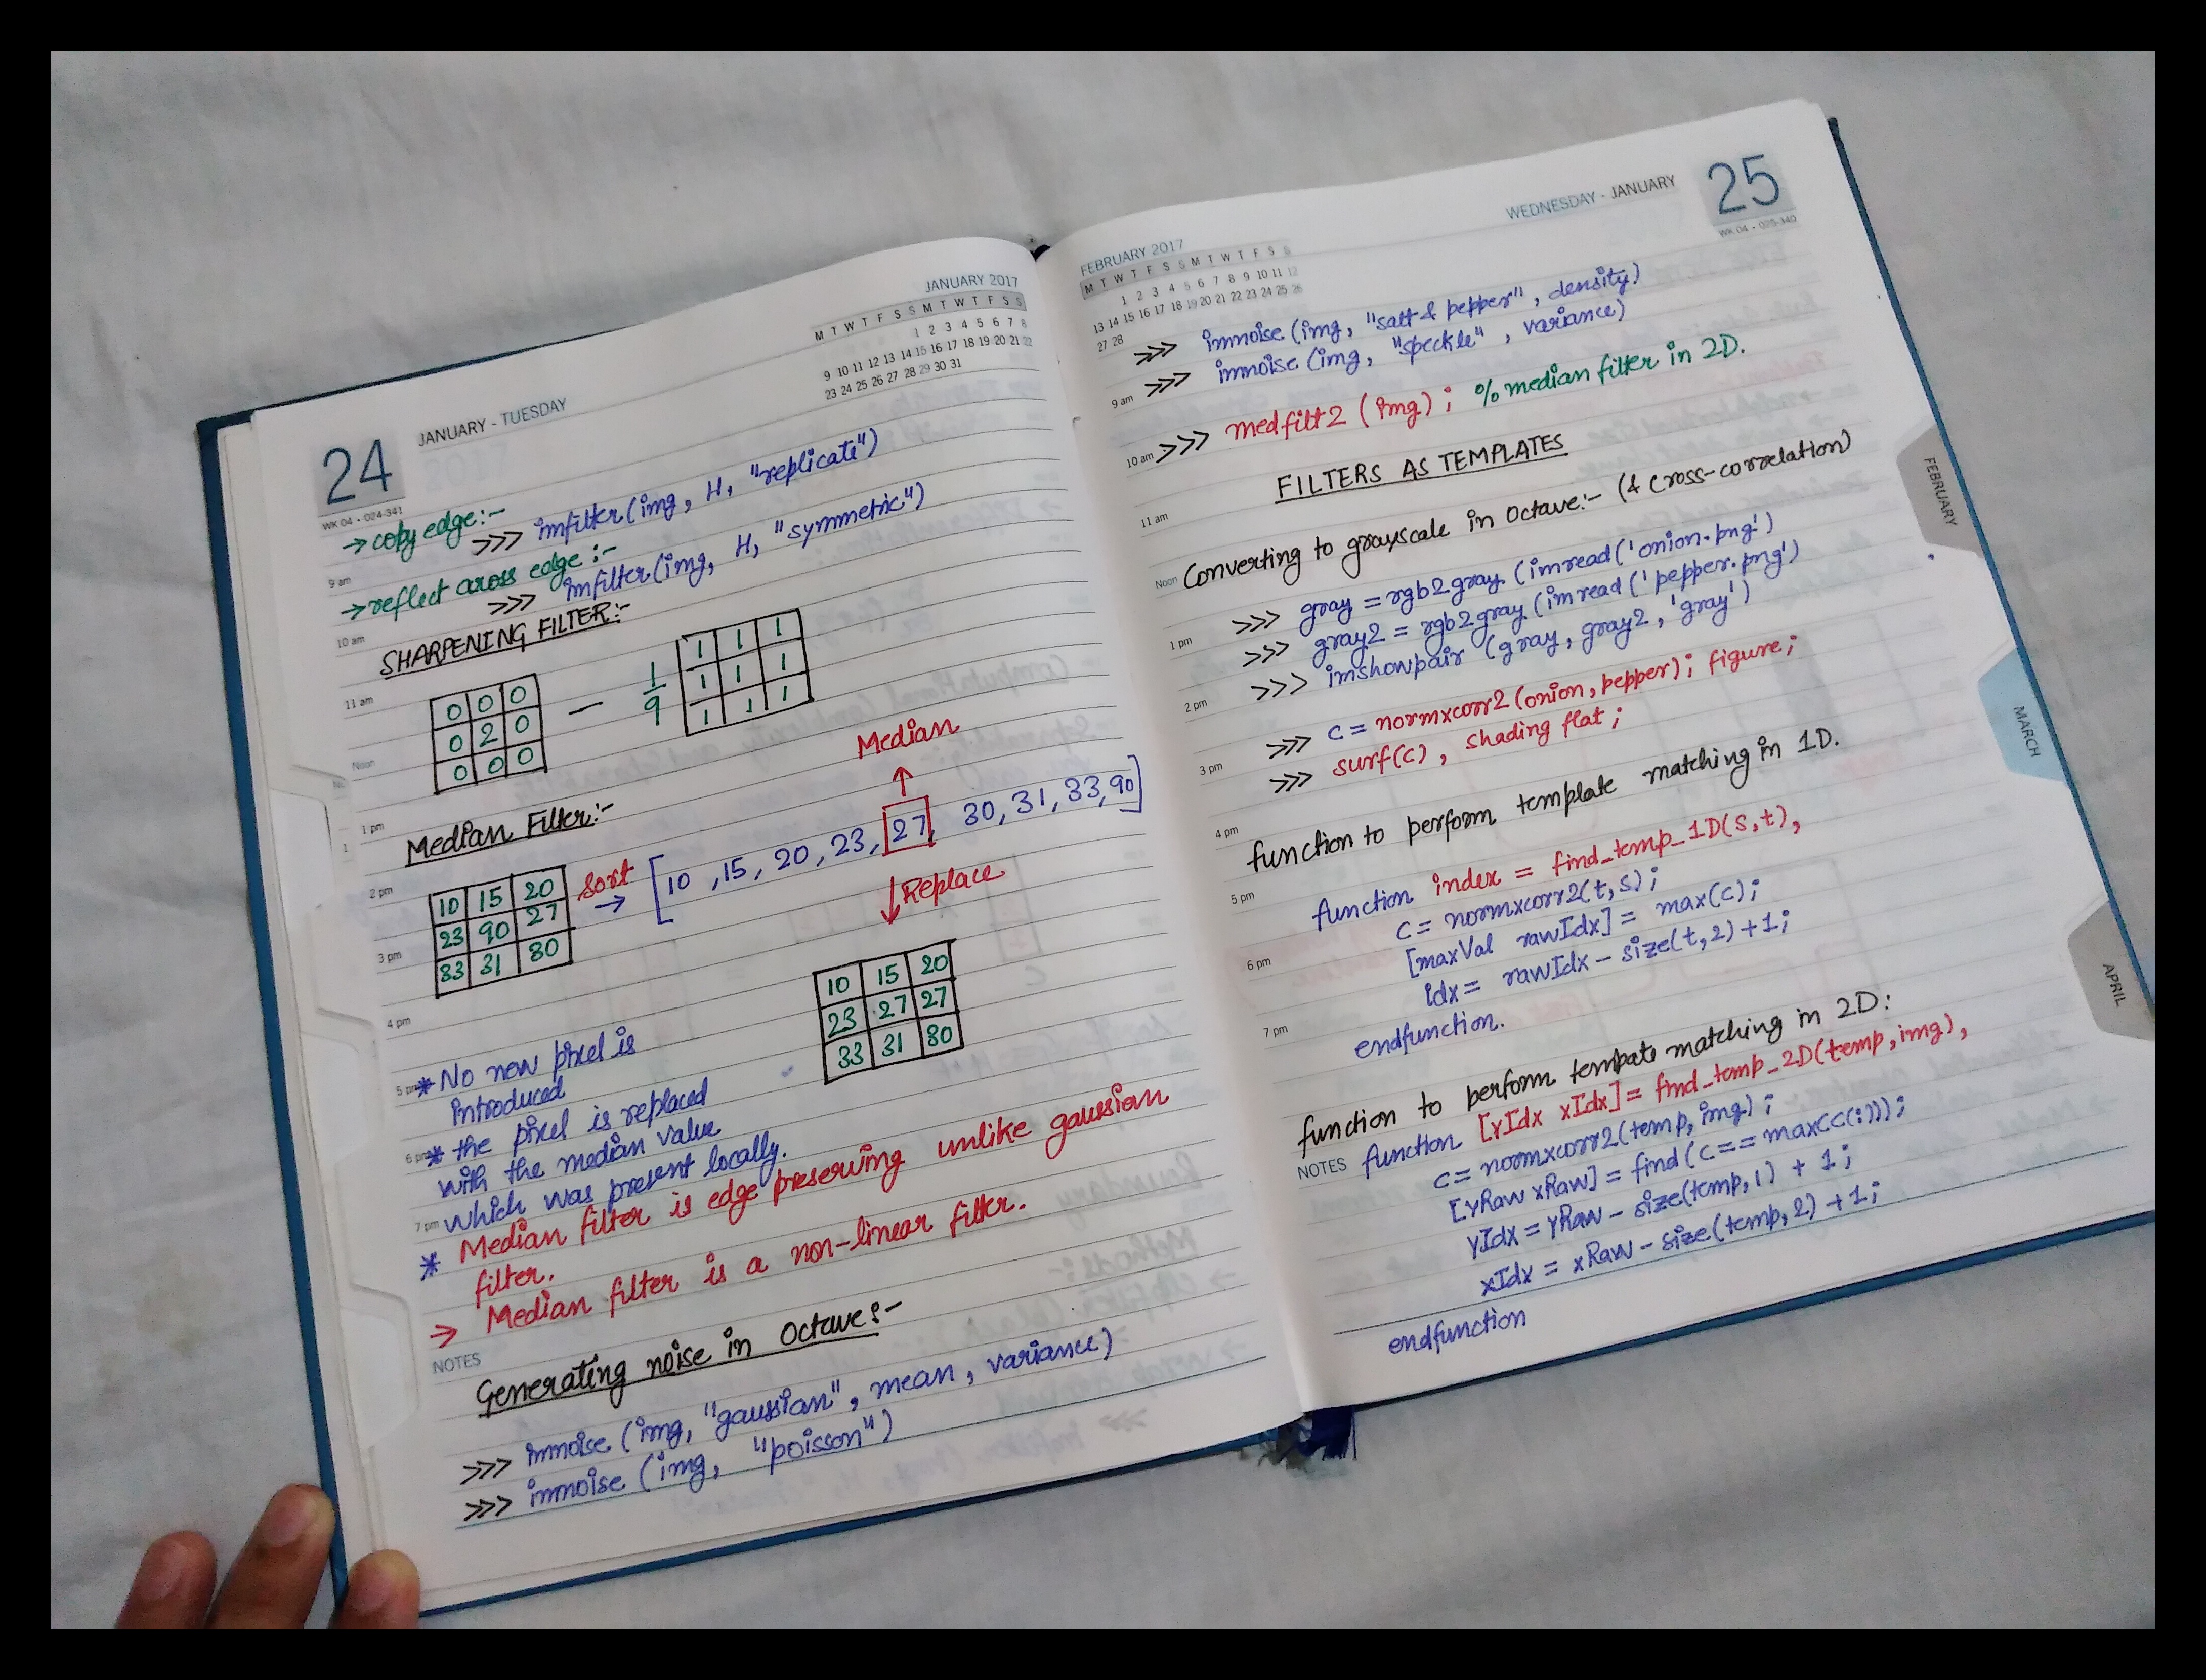 24
JANUARY - TUESDAY
WK 04 - 024-341
JANUARY 2017
M T W T F S S M T W T F S S
1 2 3 4 5 6 7 8
9 10 11 12 13 14 15 16 17 18 19 20 21 22
23 24 25 26 27 28 29 30 31
→ copy edge:-
>>> imfilter(img, H, "replicate")
→ reflect aross edge:-
>>> imfilter(img, H, "symmetric")
9 am
10 am
SHARPENING FILTER:-
11 am
0 0 0
0 2 0
0 0 0
— 1/9
1 1 1
1 1 1
1 1 1
Noon
Median
↑
1 pm
Median Filter:-
2 pm
10 15 20
23 90 27
33 31 30
sort
→ [10, 15, 20, 23, 27, 30, 31, 33, 90]
↓ Replace
3 pm
10 15 20
23 27 27
33 31 30
4 pm
5 pm
* No new pixel is
introduced
* the pixel is replaced
6 pm
with the median value
which was present locally.
7 pm
* Median filter is edge preserving unlike gaussian
filter.
→ Median filter is a non-linear filter.
NOTES
Generating noise in Octave:-
>>> imnoise (img, "gaussian", mean, variance)
>>> imnoise (img, "poisson")
WEDNESDAY - JANUARY
25
WK 04 - 025-340
FEBRUARY 2017
M T W T F S S M T W T F S S
1 2 3 4 5 6 7 8 9 10 11 12
13 14 15 16 17 18 19 20 21 22 23 24 25 26
27 28
>>> imnoise (img, "salt & pepper", density)
>>> imnoise (img, "speckle", variance)
9 am
>>> medfilt2 (img); % median filter in 2D.
10 am
FILTERS AS TEMPLATES
11 am
Converting to grayscale in Octave:- (& cross-correlation)
Noon
>>> gray = rgb2gray (imread('onion.png')
>>> gray2 = rgb2gray (imread ('pepper.png')
1 pm
>>> imshowpair (gray, gray2, 'gray')
2 pm
>>> c = normxcorr2 (onion, pepper); figure;
>>> surf(c), shading flat;
3 pm
function to perform template matching in 1D.
4 pm
function index = find_temp_1D(s,t),
5 pm
c = normxcorr2(t,s);
[maxVal rawIdx] = max(c);
6 pm
idx = rawIdx - size(t,2)+1;
endfunction.
7 pm
function to perform tempate matching in 2D:
function [yIdx xIdx] = find_temp_2D(temp, img),
NOTES
c = normxcorr2(temp, img);
[yRaw xRaw] = find (c == max(c(:)));
yIdx = yRaw - size(temp,1) + 1;
xIdx = xRaw - size(temp,2) +1;
endfunction
FEBRUARY
MARCH
APRIL